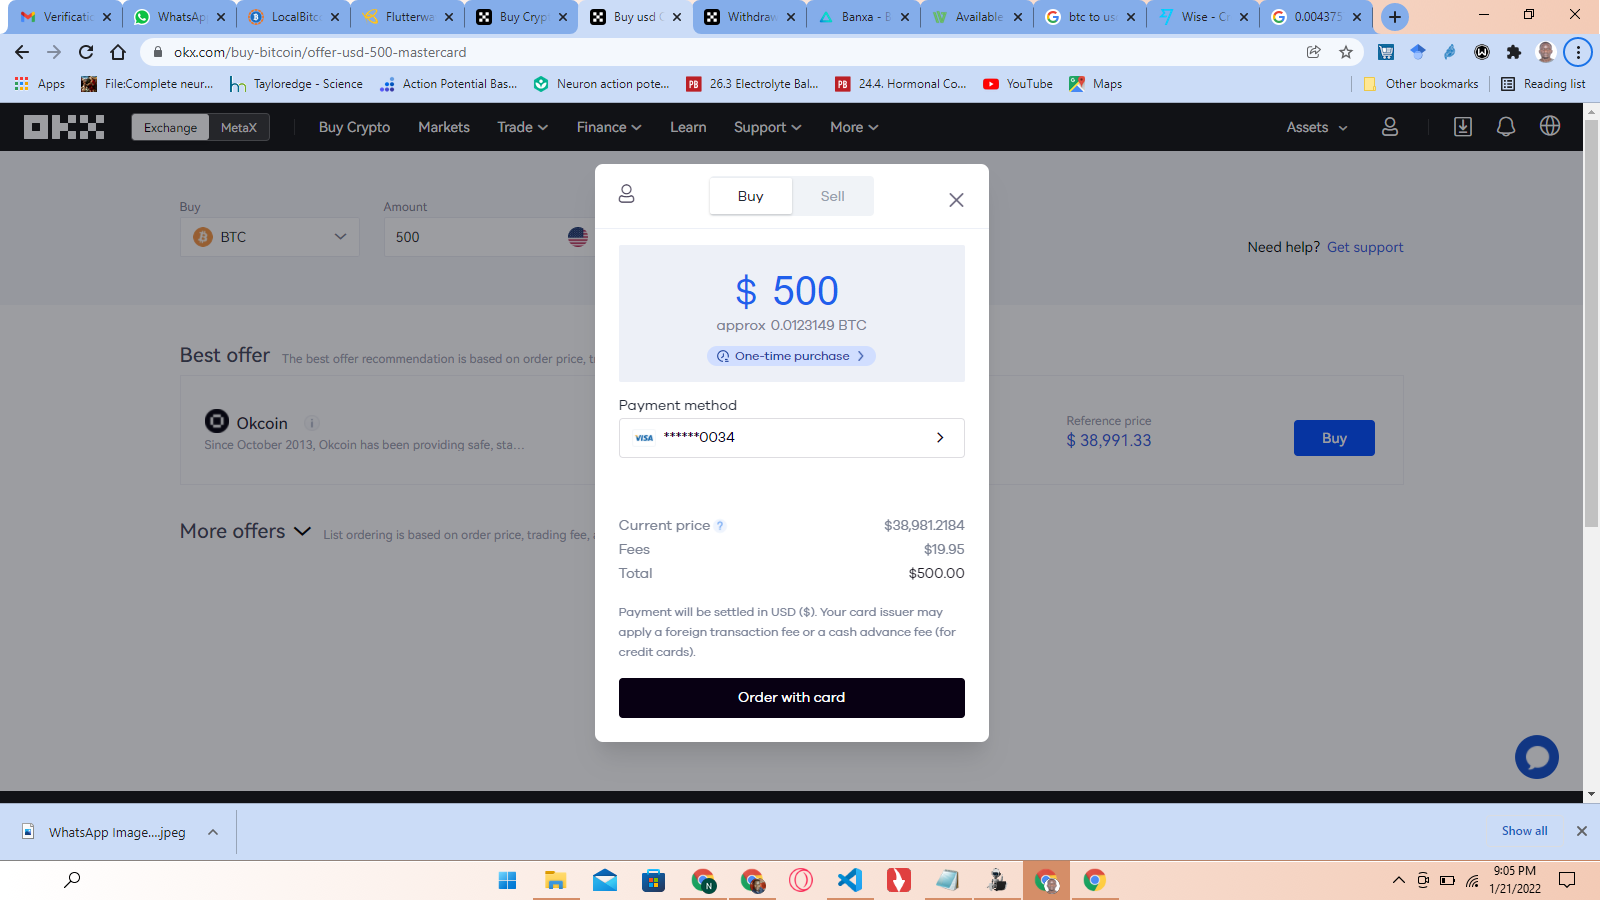 Verificatio
WhatsApp
LocalBitco
Flutterwa
Buy Crypt
Buy usd
Withdraw
Banxa - B
Available
btc to us
Wise - Cr
0.004375
okx.com/buy-bitcoin/offer-usd-500-mastercard
Apps
File:Complete neur...
Tayloredge - Science
Action Potential Bas...
Neuron action pote...
PB 26.3 Electrolyte Bal...
PB 24.4. Hormonal Co...
YouTube
Maps
Other bookmarks
Reading list
OKX
Exchange
MetaX
Buy Crypto
Markets
Trade
Finance
Learn
Support
More
Assets
Buy
Sell
Buy
Amount
BTC
500
Need help? Get support
$ 500
approx 0.0123149 BTC
One-time purchase
Best offer
The best offer recommendation is based on order price, t
Payment method
VISA ******0034
Okcoin
Since October 2013, Okcoin has been providing safe, sta...
Reference price
$ 38,991.33
Buy
More offers
List ordering is based on order price, trading fee,
Current price ?
$38,981.2184
Fees
$19.95
Total
$500.00
Payment will be settled in USD ($). Your card issuer may
apply a foreign transaction fee or a cash advance fee (for
credit cards).
Order with card
WhatsApp Image....jpeg
Show all
9:05 PM
1/21/2022